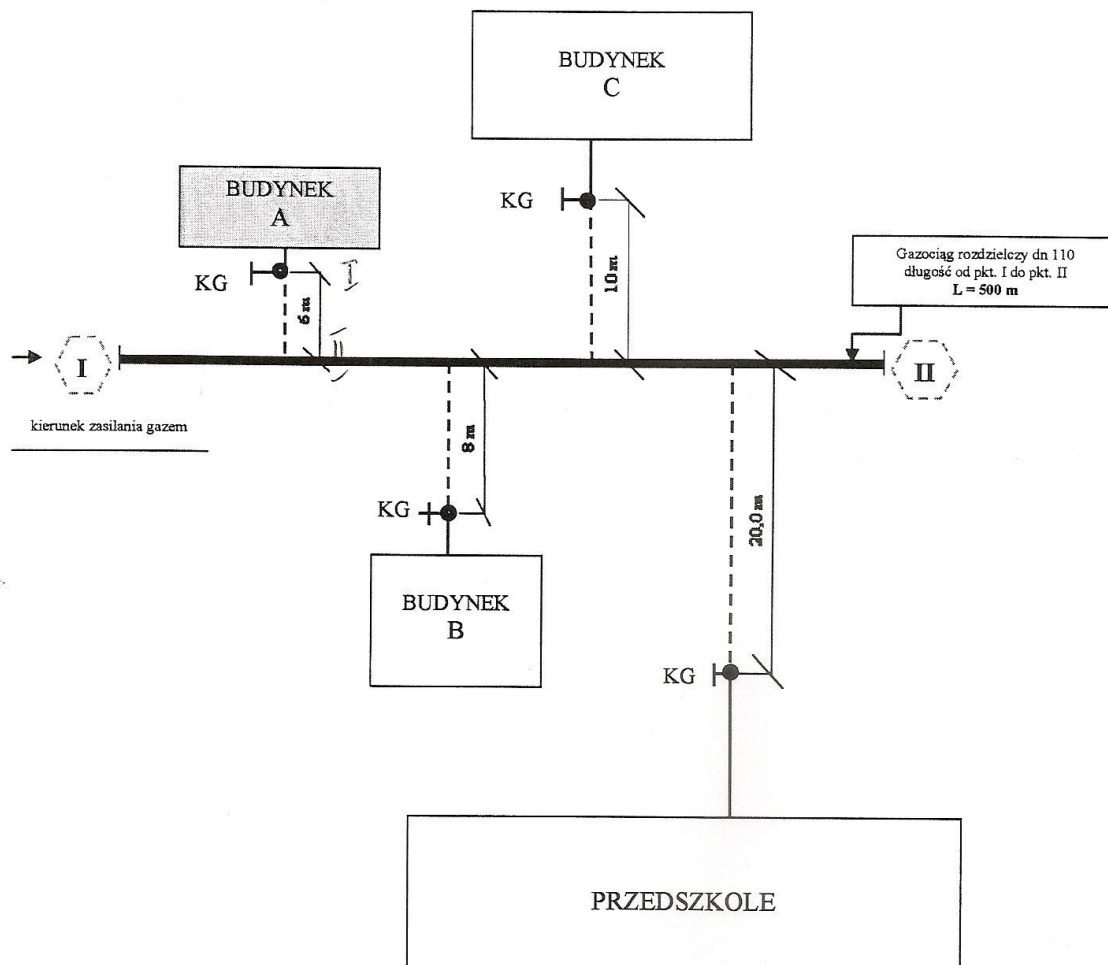 BUDYNEK
C
BUDYNEK
A
KG
KG
I
6 m
10 m
Gazociąg rozdzielczy dn 110
długość od pkt. I do pkt. II
L = 500 m
II
I
II
kierunek zasilania gazem
8 m
KG
20,0 m
BUDYNEK
B
KG
PRZEDSZKOLE